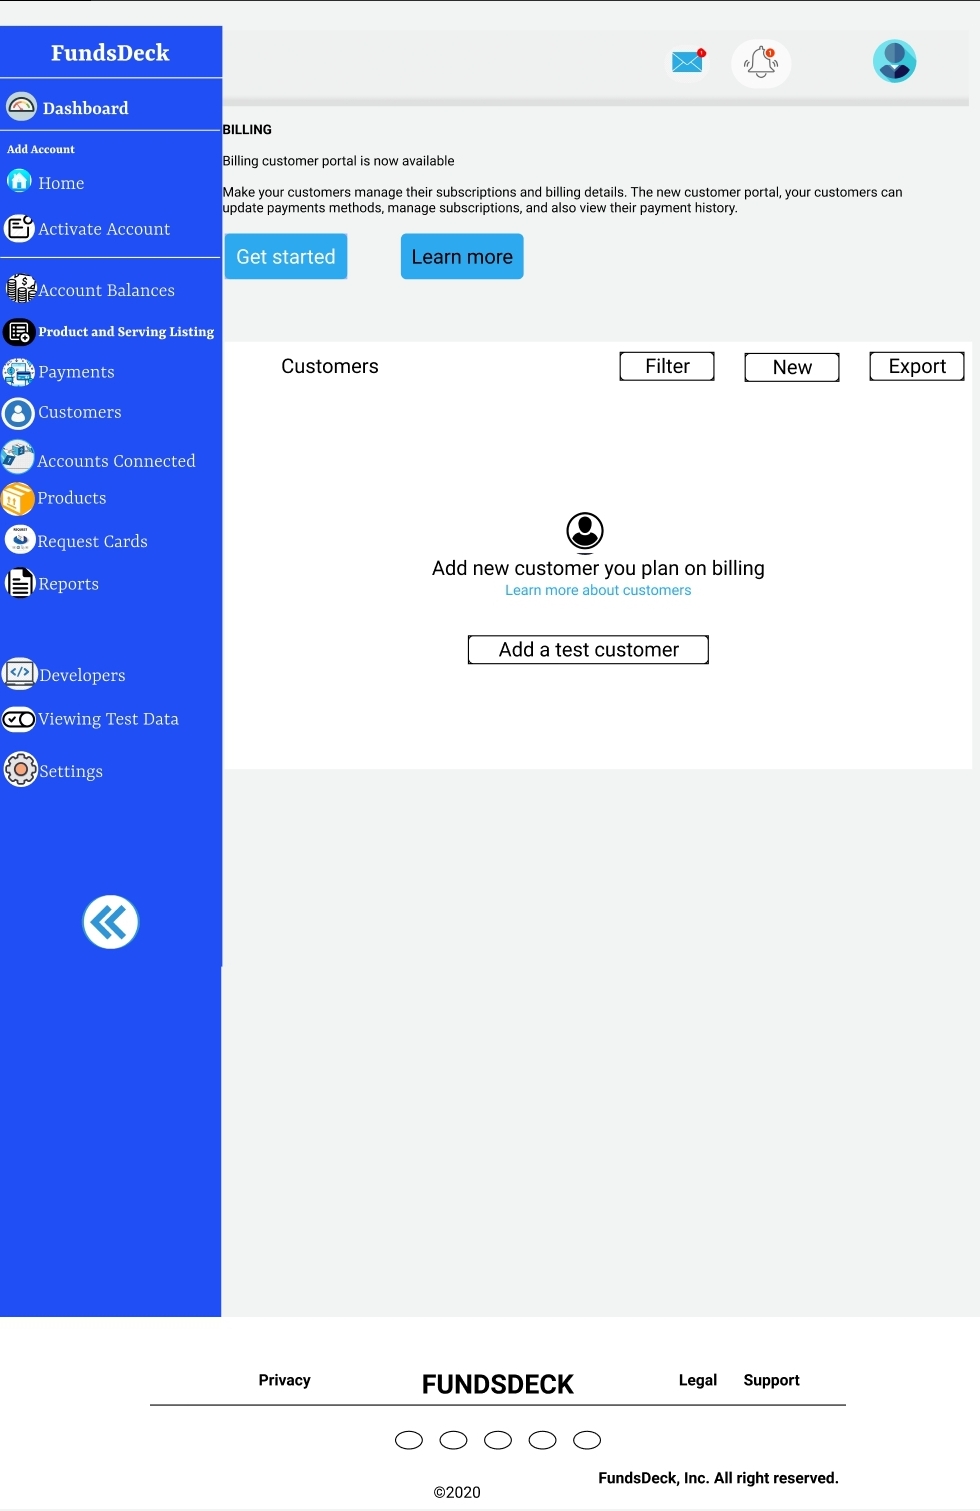 FundsDeck
Dashboard
Add Account
Home
Activate Account
Account Balances
Product and Serving Listing
Payments
Customers
Accounts Connected
Products
Request Cards
Reports
Developers
Viewing Test Data
Settings
BILLING
Billing customer portal is now available
Make your customers manage their subscriptions and billing details. The new customer portal, your customers can
update payments methods, manage subscriptions, and also view their payment history.
Get started
Learn more
Customers
Filter
New
Export
Add new customer you plan on billing
Learn more about customers
Add a test customer
Privacy
FUNDSDECK
Legal
Support
FundsDeck, Inc. All right reserved.
©2020